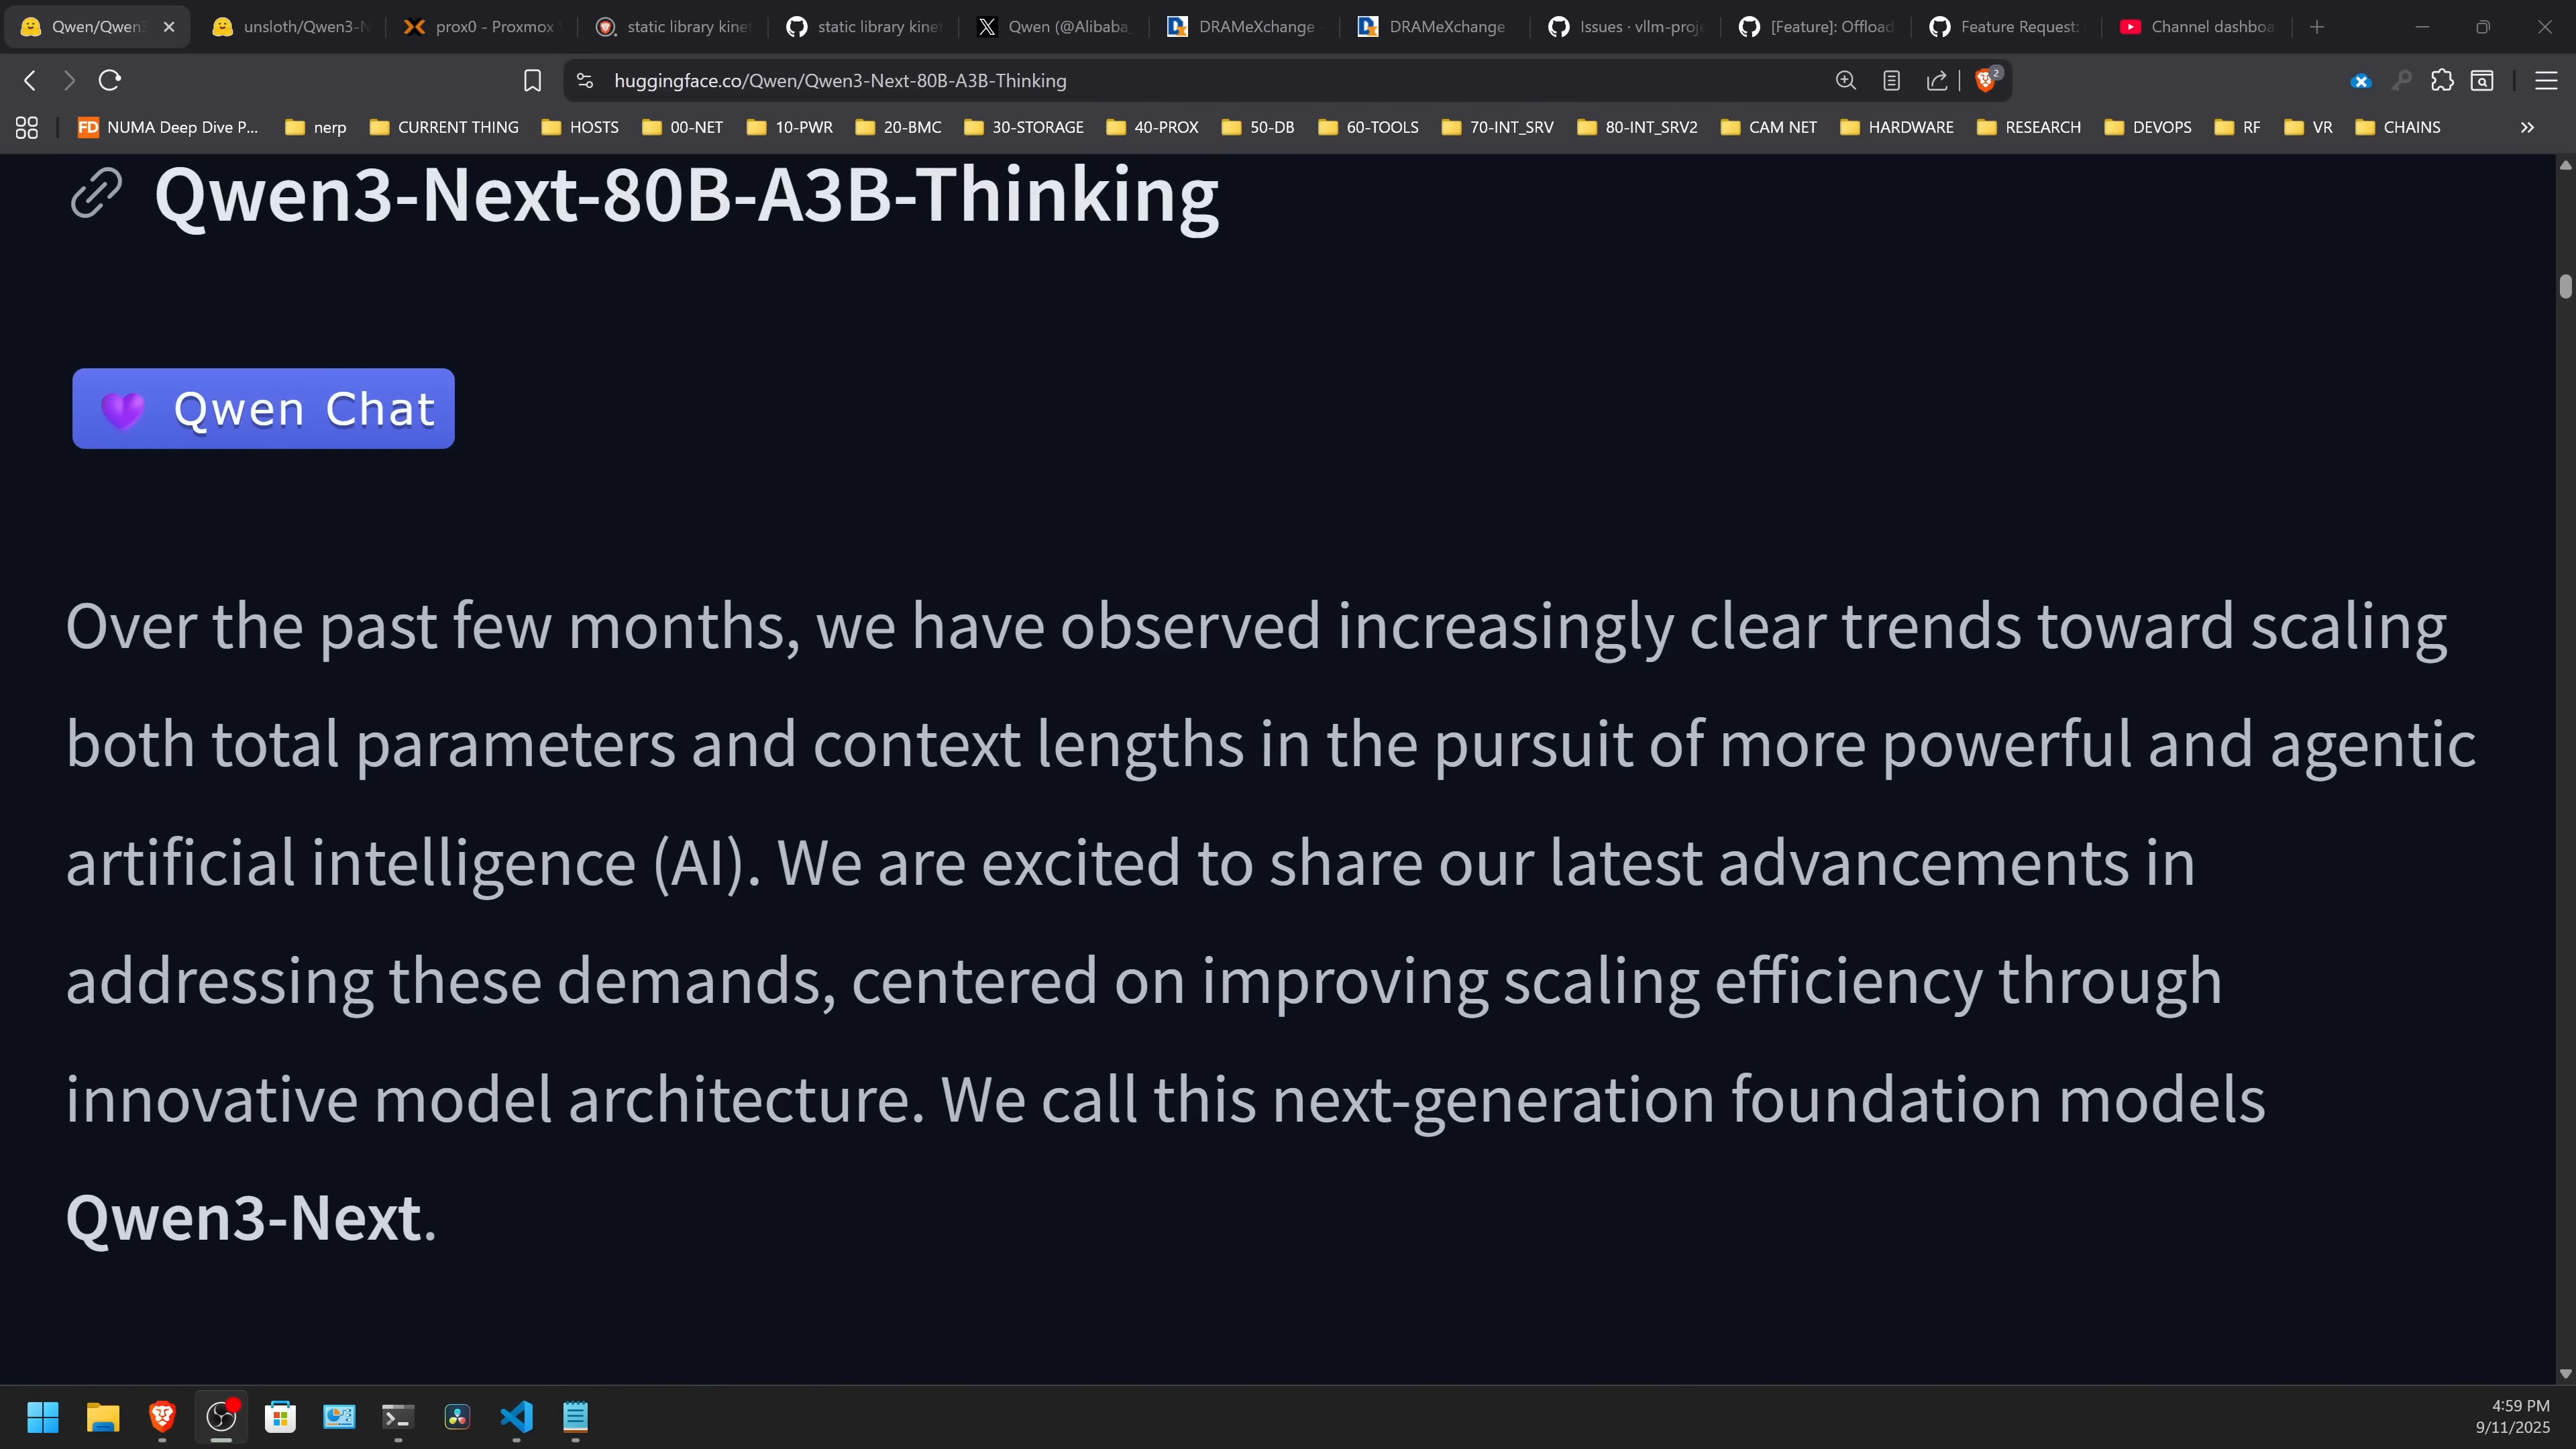 Qwen/Qwen3
unsloth/Qwen3-N
prox0 - Proxmox
static library kine
static library kinet
Qwen (@Alibaba_
DRAMeXchange
DRAMeXchange
Issues · vllm-proj
[Feature]: Offload
Feature Request:
Channel dashboa
huggingface.co/Qwen/Qwen3-Next-80B-A3B-Thinking
2
FD NUMA Deep Dive P...
nerp
CURRENT THING
HOSTS
00-NET
10-PWR
20-BMC
30-STORAGE
40-PROX
50-DB
60-TOOLS
70-INT_SRV
80-INT_SRV2
CAM NET
HARDWARE
RESEARCH
DEVOPS
RF
VR
CHAINS
Qwen3-Next-80B-A3B-Thinking
Qwen Chat
Over the past few months, we have observed increasingly clear trends toward scaling
both total parameters and context lengths in the pursuit of more powerful and agentic
artificial intelligence (AI). We are excited to share our latest advancements in
addressing these demands, centered on improving scaling efficiency through
innovative model architecture. We call this next-generation foundation models
Qwen3-Next.
4:59 PM
9/11/2025